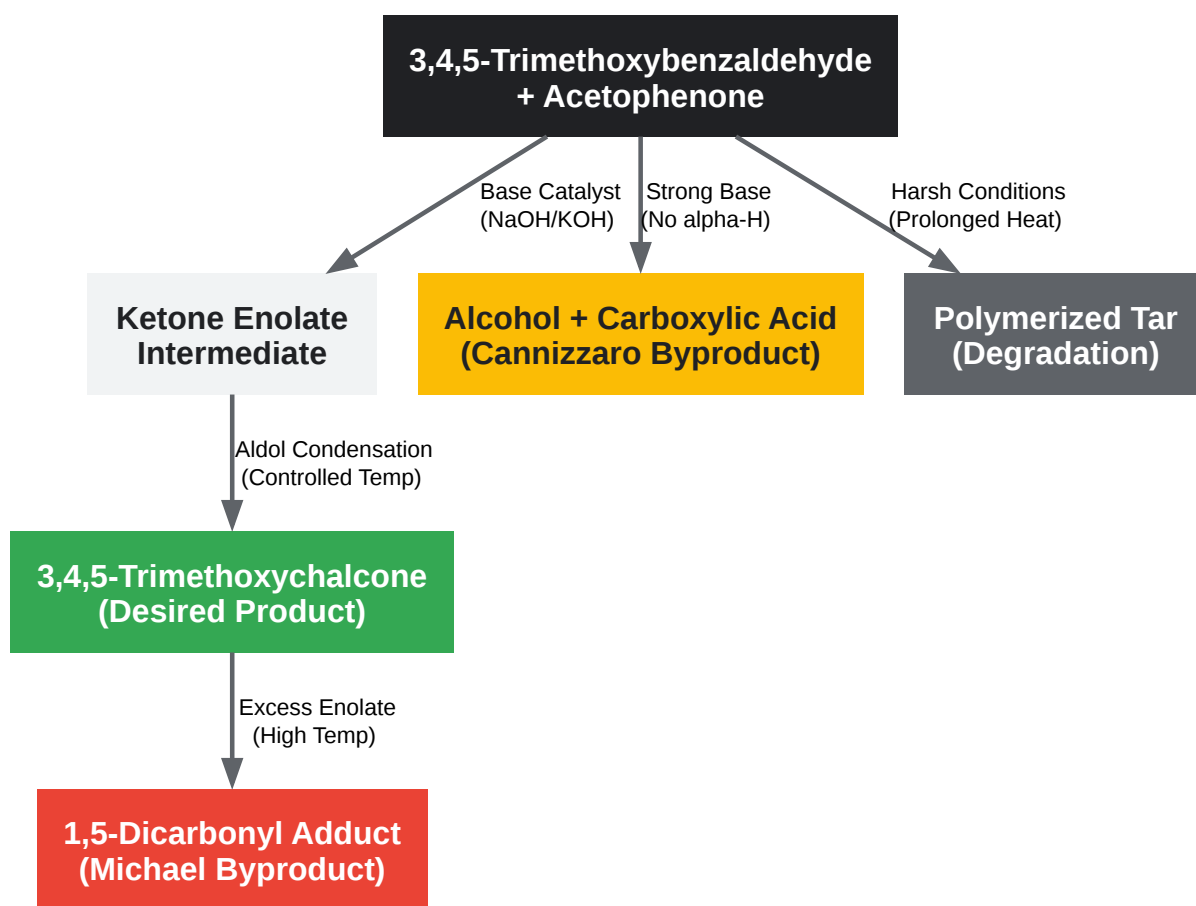 3,4,5-Trimethoxybenzaldehyde
+ Acetophenone
Base Catalyst
(NaOH/KOH)
Strong Base
(No alpha-H)
Harsh Conditions
(Prolonged Heat)
Ketone Enolate
Intermediate
Alcohol + Carboxylic Acid
(Cannizzaro Byproduct)
Polymerized Tar
(Degradation)
Aldol Condensation
(Controlled Temp)
3,4,5-Trimethoxychalcone
(Desired Product)
Excess Enolate
(High Temp)
1,5-Dicarbonyl Adduct
(Michael Byproduct)